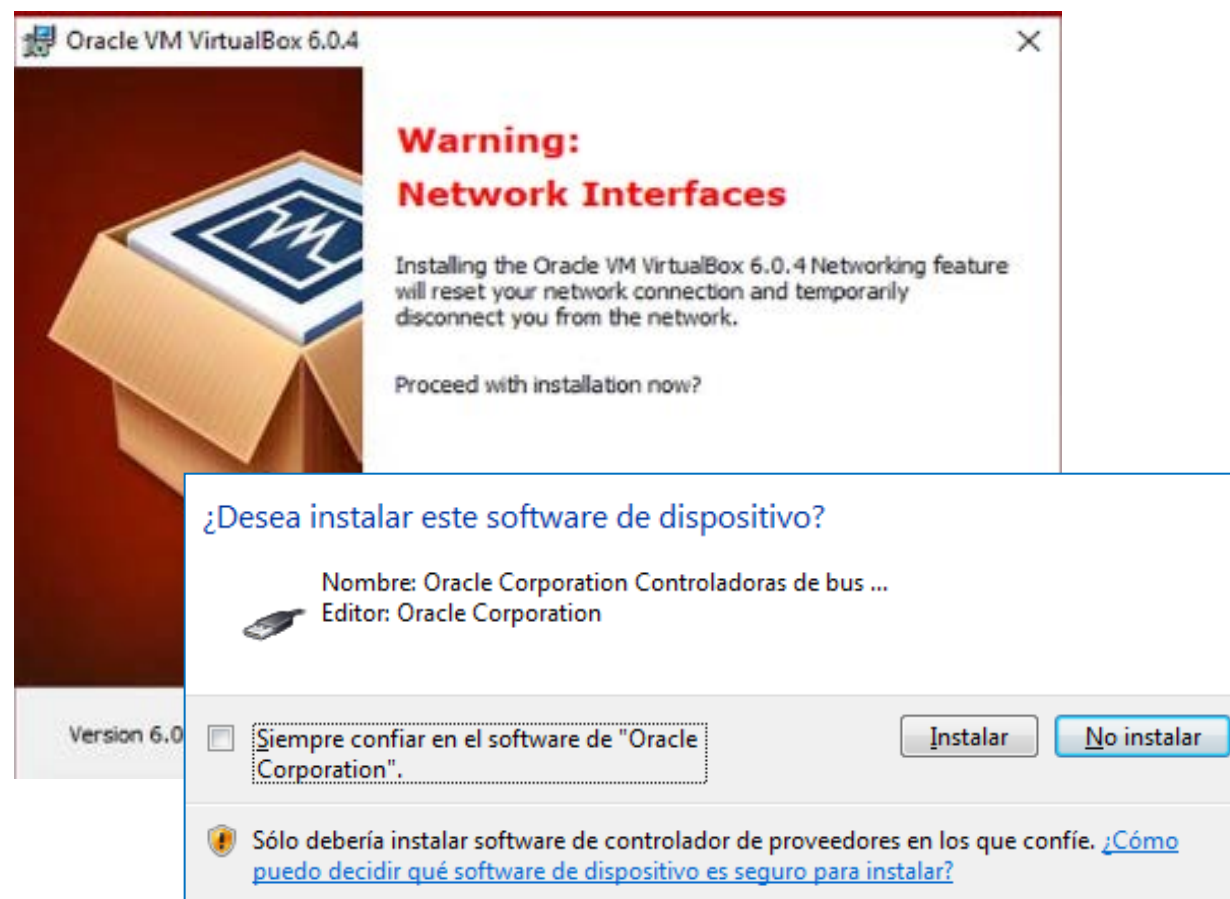 Oracle VM VirtualBox 6.0.4
Warning:
Network Interfaces
Installing the Oracle VM VirtualBox 6.0.4 Networking feature
will reset your network connection and temporarily
disconnect you from the network.
Proceed with installation now?
Version 6.0
¿Desea instalar este software de dispositivo?
Nombre: Oracle Corporation Controladoras de bus ...
Editor: Oracle Corporation
Siempre confiar en el software de "Oracle
Corporation".
Instalar
No instalar
Sólo debería instalar software de controlador de proveedores en los que confíe. ¿Cómo
puedo decidir qué software de dispositivo es seguro para instalar?